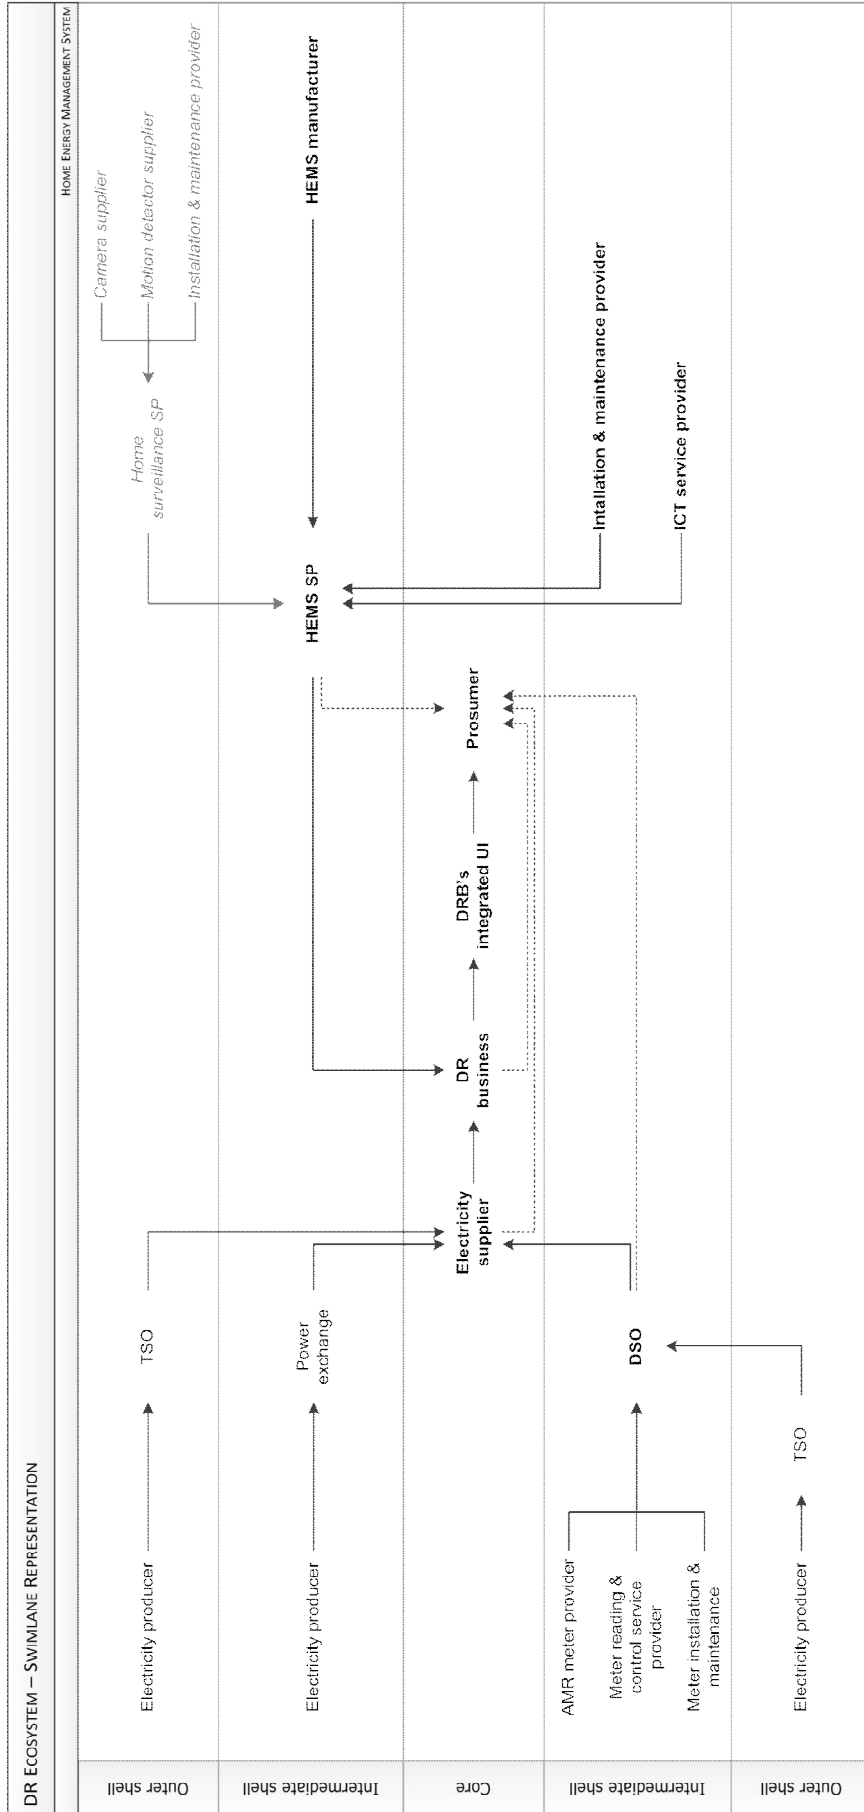 DR ECOSYSTEM – SWIMLANE REPRESENTATION
HOME ENERGY MANAGEMENT SYSTEM
Outer shell
Electricity producer
TSO
Home
surveillance SP
Camera supplier
Motion detector supplier
Installation & maintenance provider
Intermediate shell
Electricity producer
Power
exchange
HEMS SP
HEMS manufacturer
Core
Electricity
supplier
DR
business
DRB's
integrated UI
Prosumer
Intermediate shell
AMR meter provider
Meter reading &
control service
provider
Meter installation &
maintenance
DSO
Intallation & maintenance provider
ICT service provider
Outer shell
Electricity producer
TSO